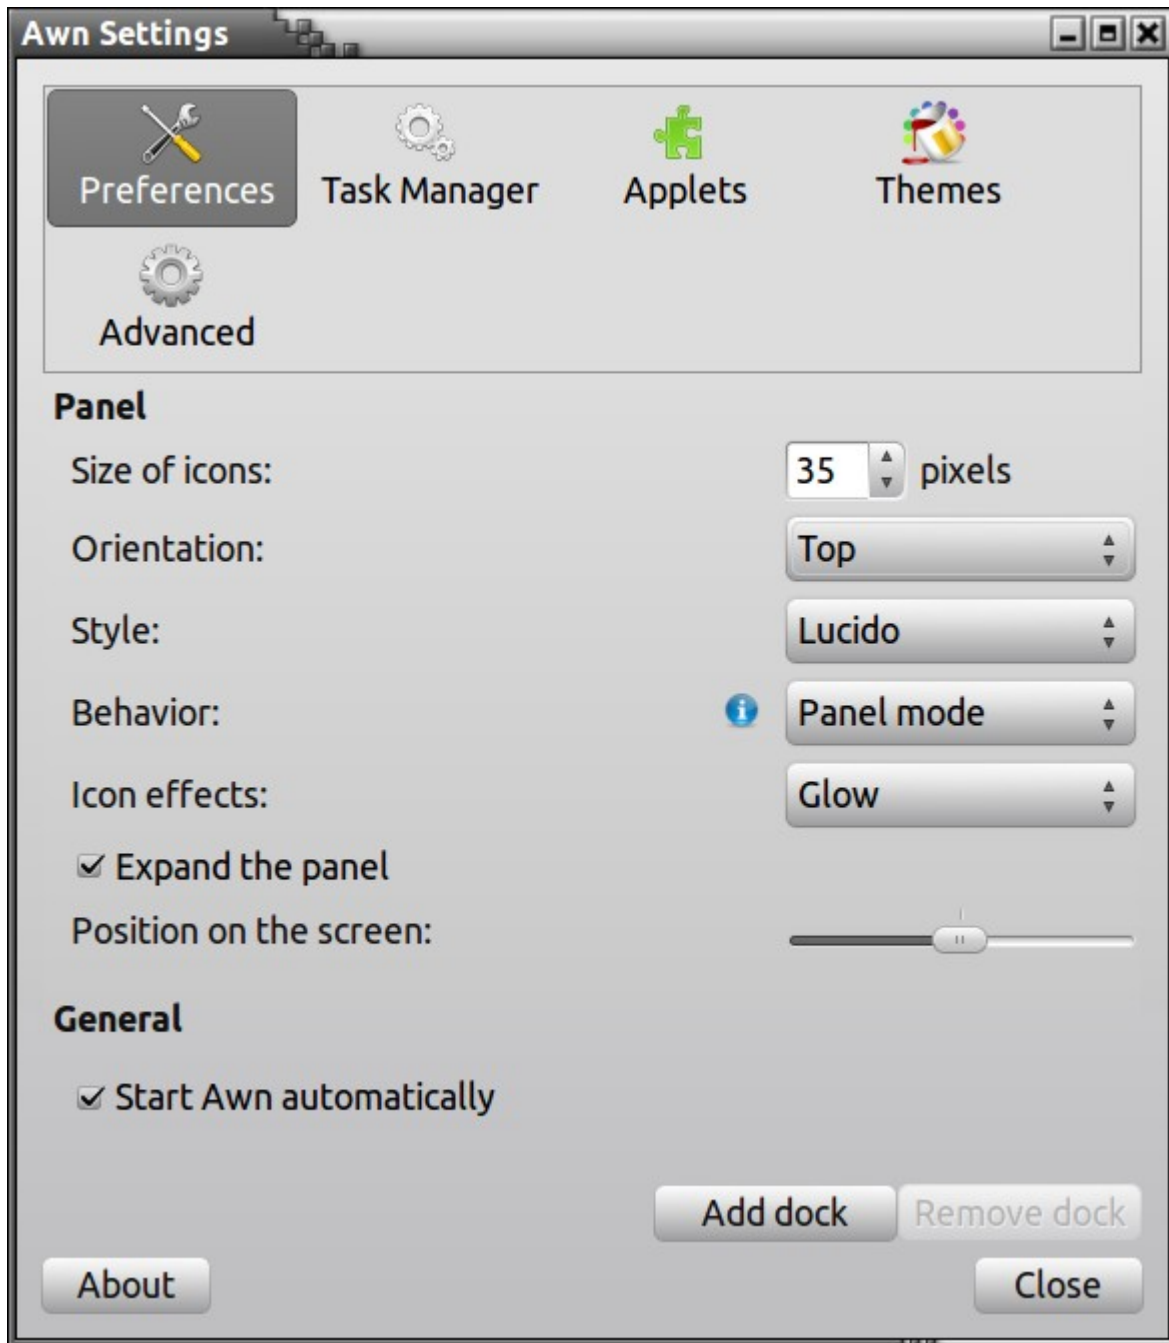 Awn Settings
Preferences Task Manager Applets Themes
Advanced
Panel
Size of icons: 35 pixels
Orientation: Top
Style: Lucido
Behavior: Panel mode
Icon effects: Glow
Expand the panel
Position on the screen:
General
Start Awn automatically
Add dock Remove dock
About Close